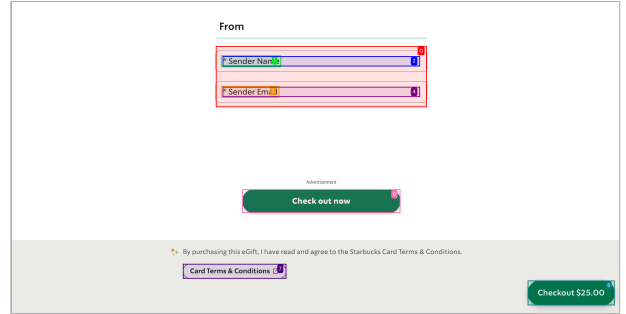 From
* Sender Name
* Sender Email
Advertisement
Check out now
By purchasing this eGift, I have read and agree to the Starbucks Card Terms & Conditions.
Card Terms & Conditions
Checkout $25.00